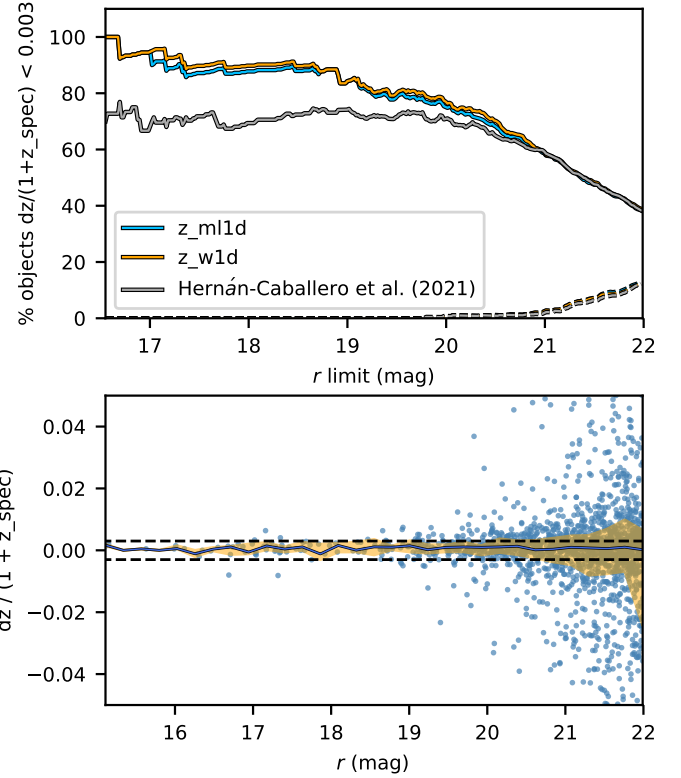 % objects dz/(1+z_spec) < 0.003
100
80
60
40
20
0
z_ml1d
z_w1d
Hernán-Caballero et al. (2021)
17 18 19 20 21 22
r limit (mag)
dz / (1 + z_spec)
0.04
0.02
0.00
−0.02
−0.04
16 17 18 19 20 21 22
r (mag)